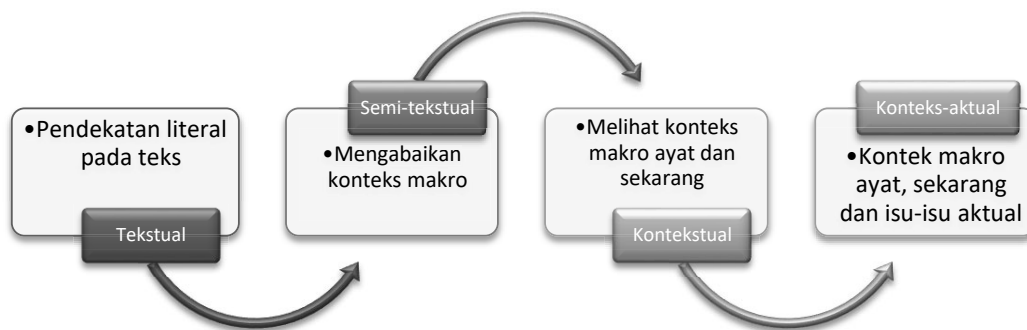 •Pendekatan literal
pada teks
Tekstual
Semi-tekstual
•Mengabaikan
konteks makro
•Melihat konteks
makro ayat dan
sekarang
Kontekstual
Konteks-aktual
•Kontek makro
ayat, sekarang
dan isu-isu aktual